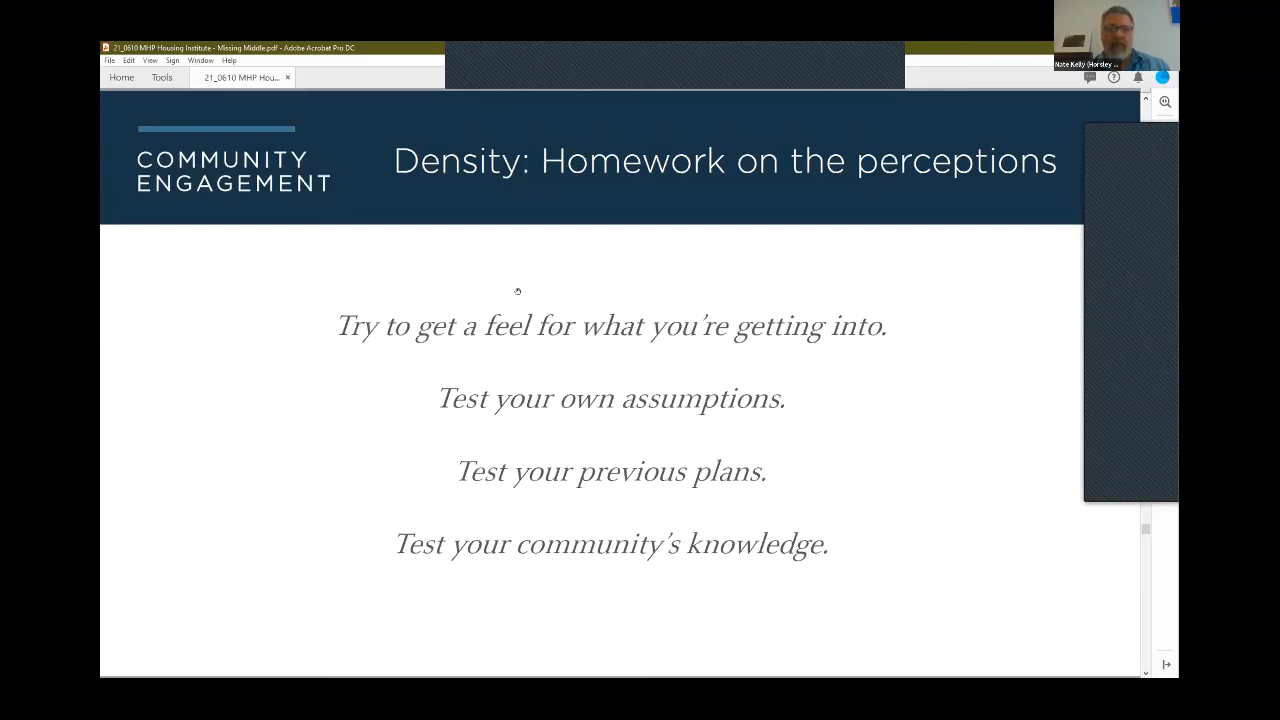 21_0610 MHP Housing Institute - Missing Middle.pdf - Adobe Acrobat Pro DC
File Edit View Sign Window Help
Home Tools 21_0610 MHP Hou... ×
Nate Kelly (Horsley ...
COMMUNITY
ENGAGEMENT
Density: Homework on the perceptions
Try to get a feel for what you're getting into.
Test your own assumptions.
Test your previous plans.
Test your community's knowledge.